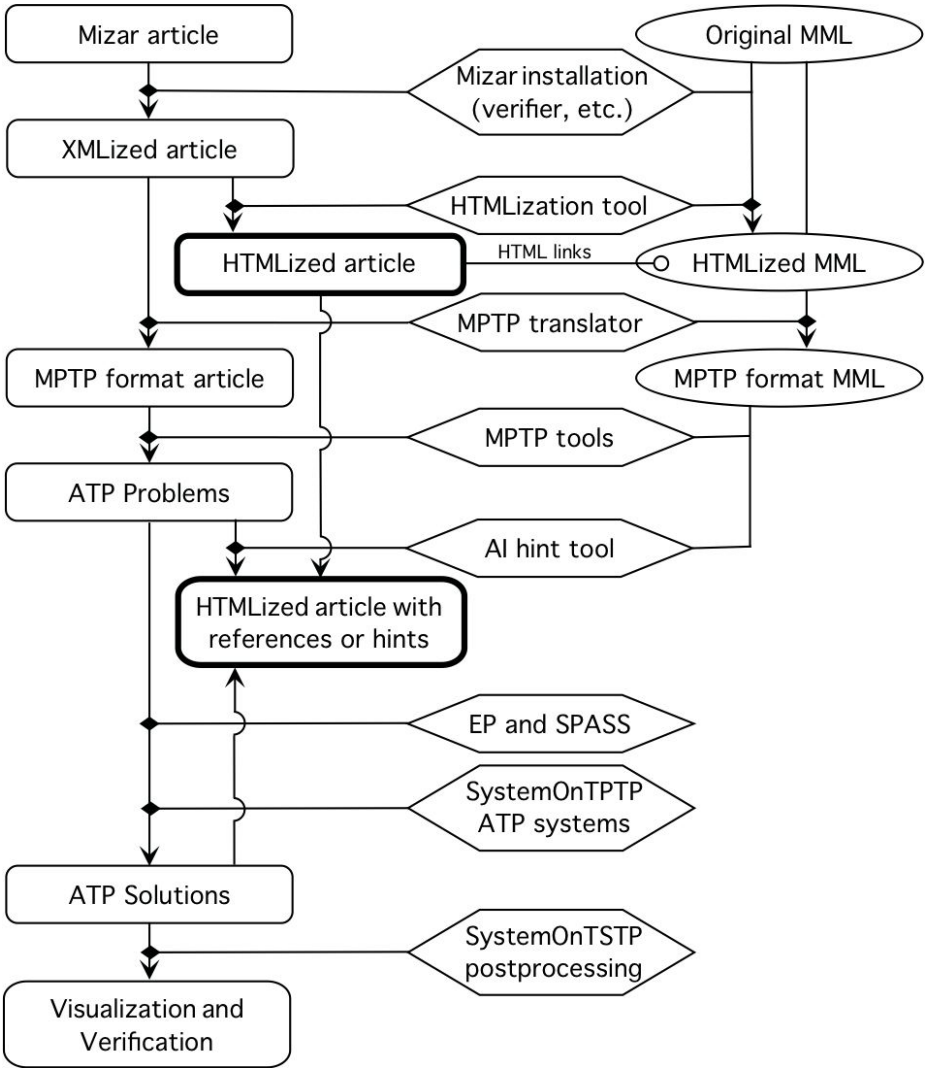 Mizar article
Original MML
Mizar installation
(verifier, etc.)
XMLized article
HTMLization tool
HTMLized article
HTML links
HTMLized MML
MPTP translator
MPTP format article
MPTP format MML
MPTP tools
ATP Problems
AI hint tool
HTMLized article with
references or hints
EP and SPASS
SystemOnTPTP
ATP systems
ATP Solutions
SystemOnTSTP
postprocessing
Visualization and
Verification